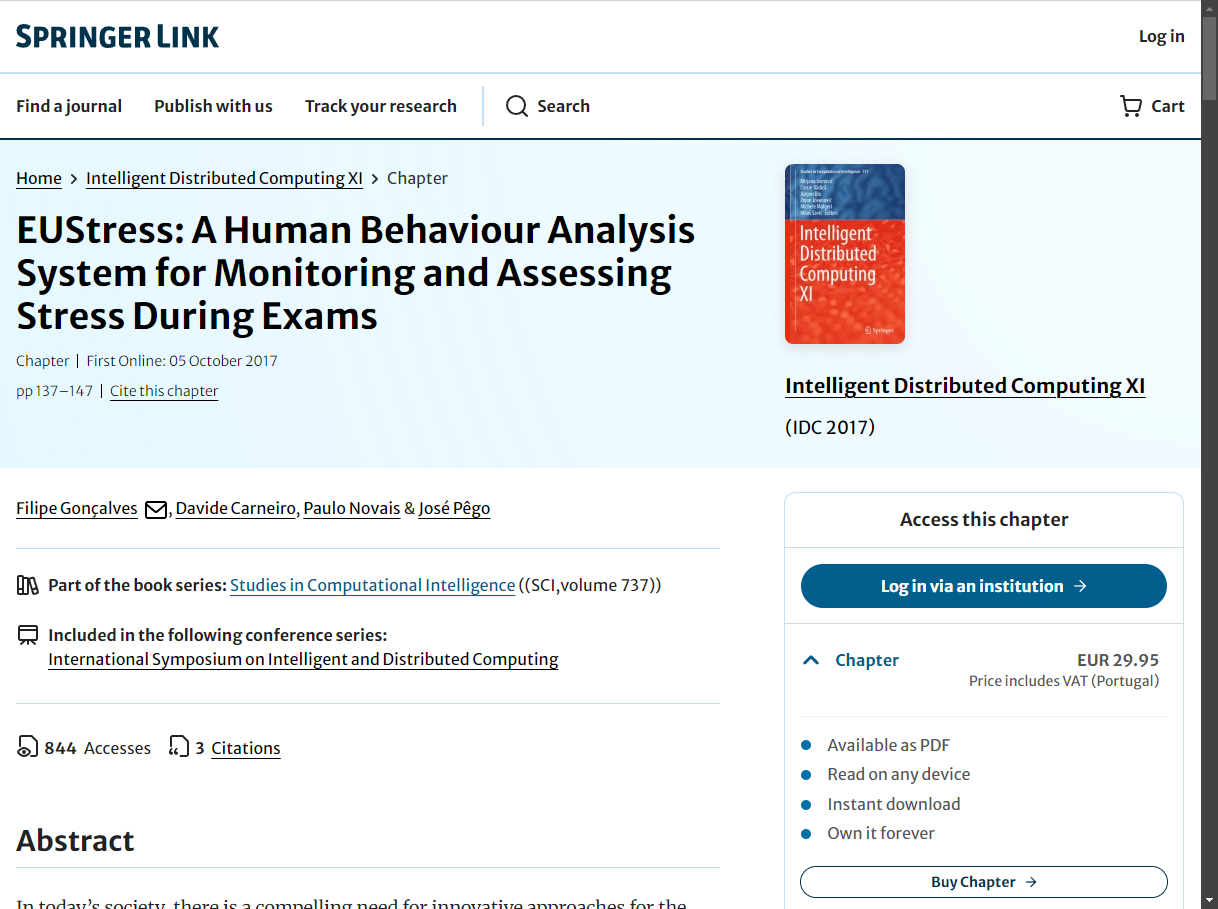 SPRINGER LINK
Log in
Find a journal
Publish with us
Track your research
Search
Cart
Home
Intelligent Distributed Computing XI
Chapter
EUStress: A Human Behaviour Analysis
System for Monitoring and Assessing
Stress During Exams
Chapter | First Online: 05 October 2017
pp 137–147 | Cite this chapter
Intelligent
Distributed
Computing
XI
Springer
Intelligent Distributed Computing XI
(IDC 2017)
Filipe Gonçalves , Davide Carneiro, Paulo Novais & José Pêgo
Part of the book series: Studies in Computational Intelligence ((SCI,volume 737))
Included in the following conference series:
International Symposium on Intelligent and Distributed Computing
844 Accesses
3 Citations
Abstract
In today's society, there is a compelling need for innovative approaches for the
Access this chapter
Log in via an institution →
Chapter
EUR 29.95
Price includes VAT (Portugal)
Available as PDF
Read on any device
Instant download
Own it forever
Buy Chapter →